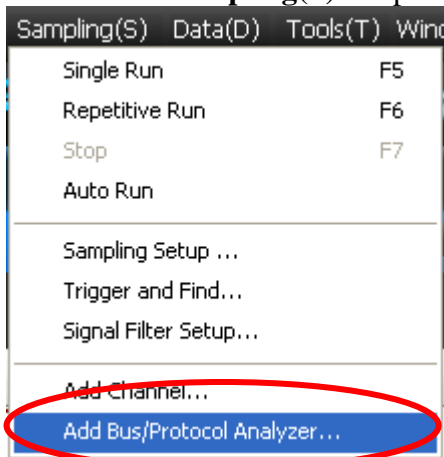 Sampling(S) Data(D) Tools(T)
Single Run F5
Repetitive Run F6
Stop F7
Auto Run
Sampling Setup ...
Trigger and Find...
Signal Filter Setup...
Add Channel...
Add Bus/Protocol Analyzer...